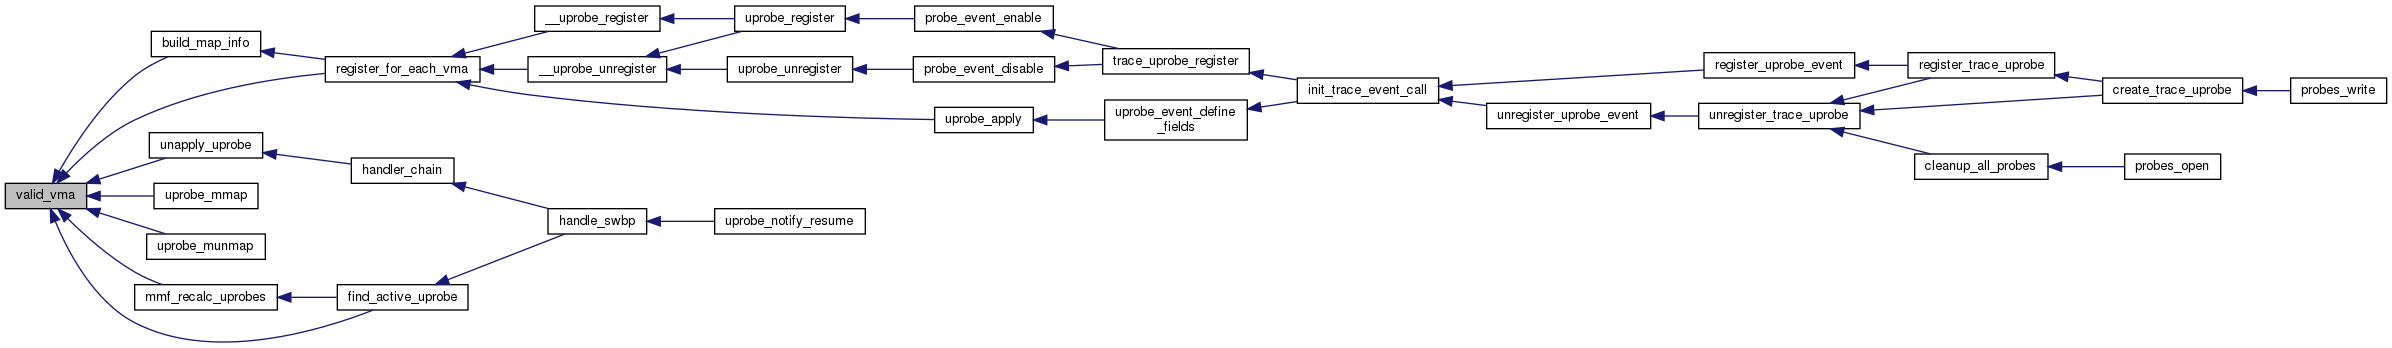 valid_vma
build_map_info
register_for_each_vma
__uprobe_register
uprobe_register
probe_event_enable
__uprobe_unregister
uprobe_unregister
probe_event_disable
trace_uprobe_register
uprobe_apply
uprobe_event_define
_fields
init_trace_event_call
register_uprobe_event
unregister_uprobe_event
register_trace_uprobe
unregister_trace_uprobe
create_trace_uprobe
probes_write
cleanup_all_probes
probes_open
unapply_uprobe
handler_chain
uprobe_mmap
handle_swbp
uprobe_notify_resume
uprobe_munmap
mmf_recalc_uprobes
find_active_uprobe